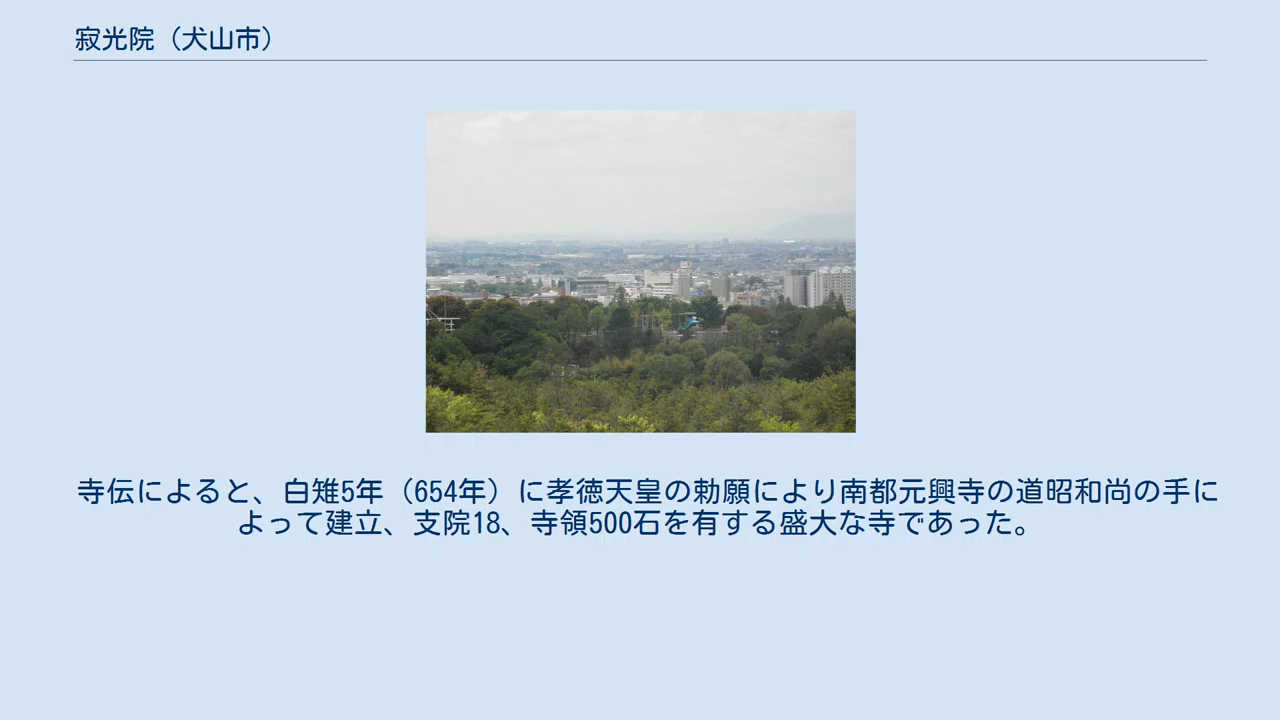 寂光院（犬山市）
寺伝によると、白雉5年（654年）に孝徳天皇の勅願により南都元興寺の道昭和尚の手に
よって建立、支院18、寺領500石を有する盛大な寺であった。